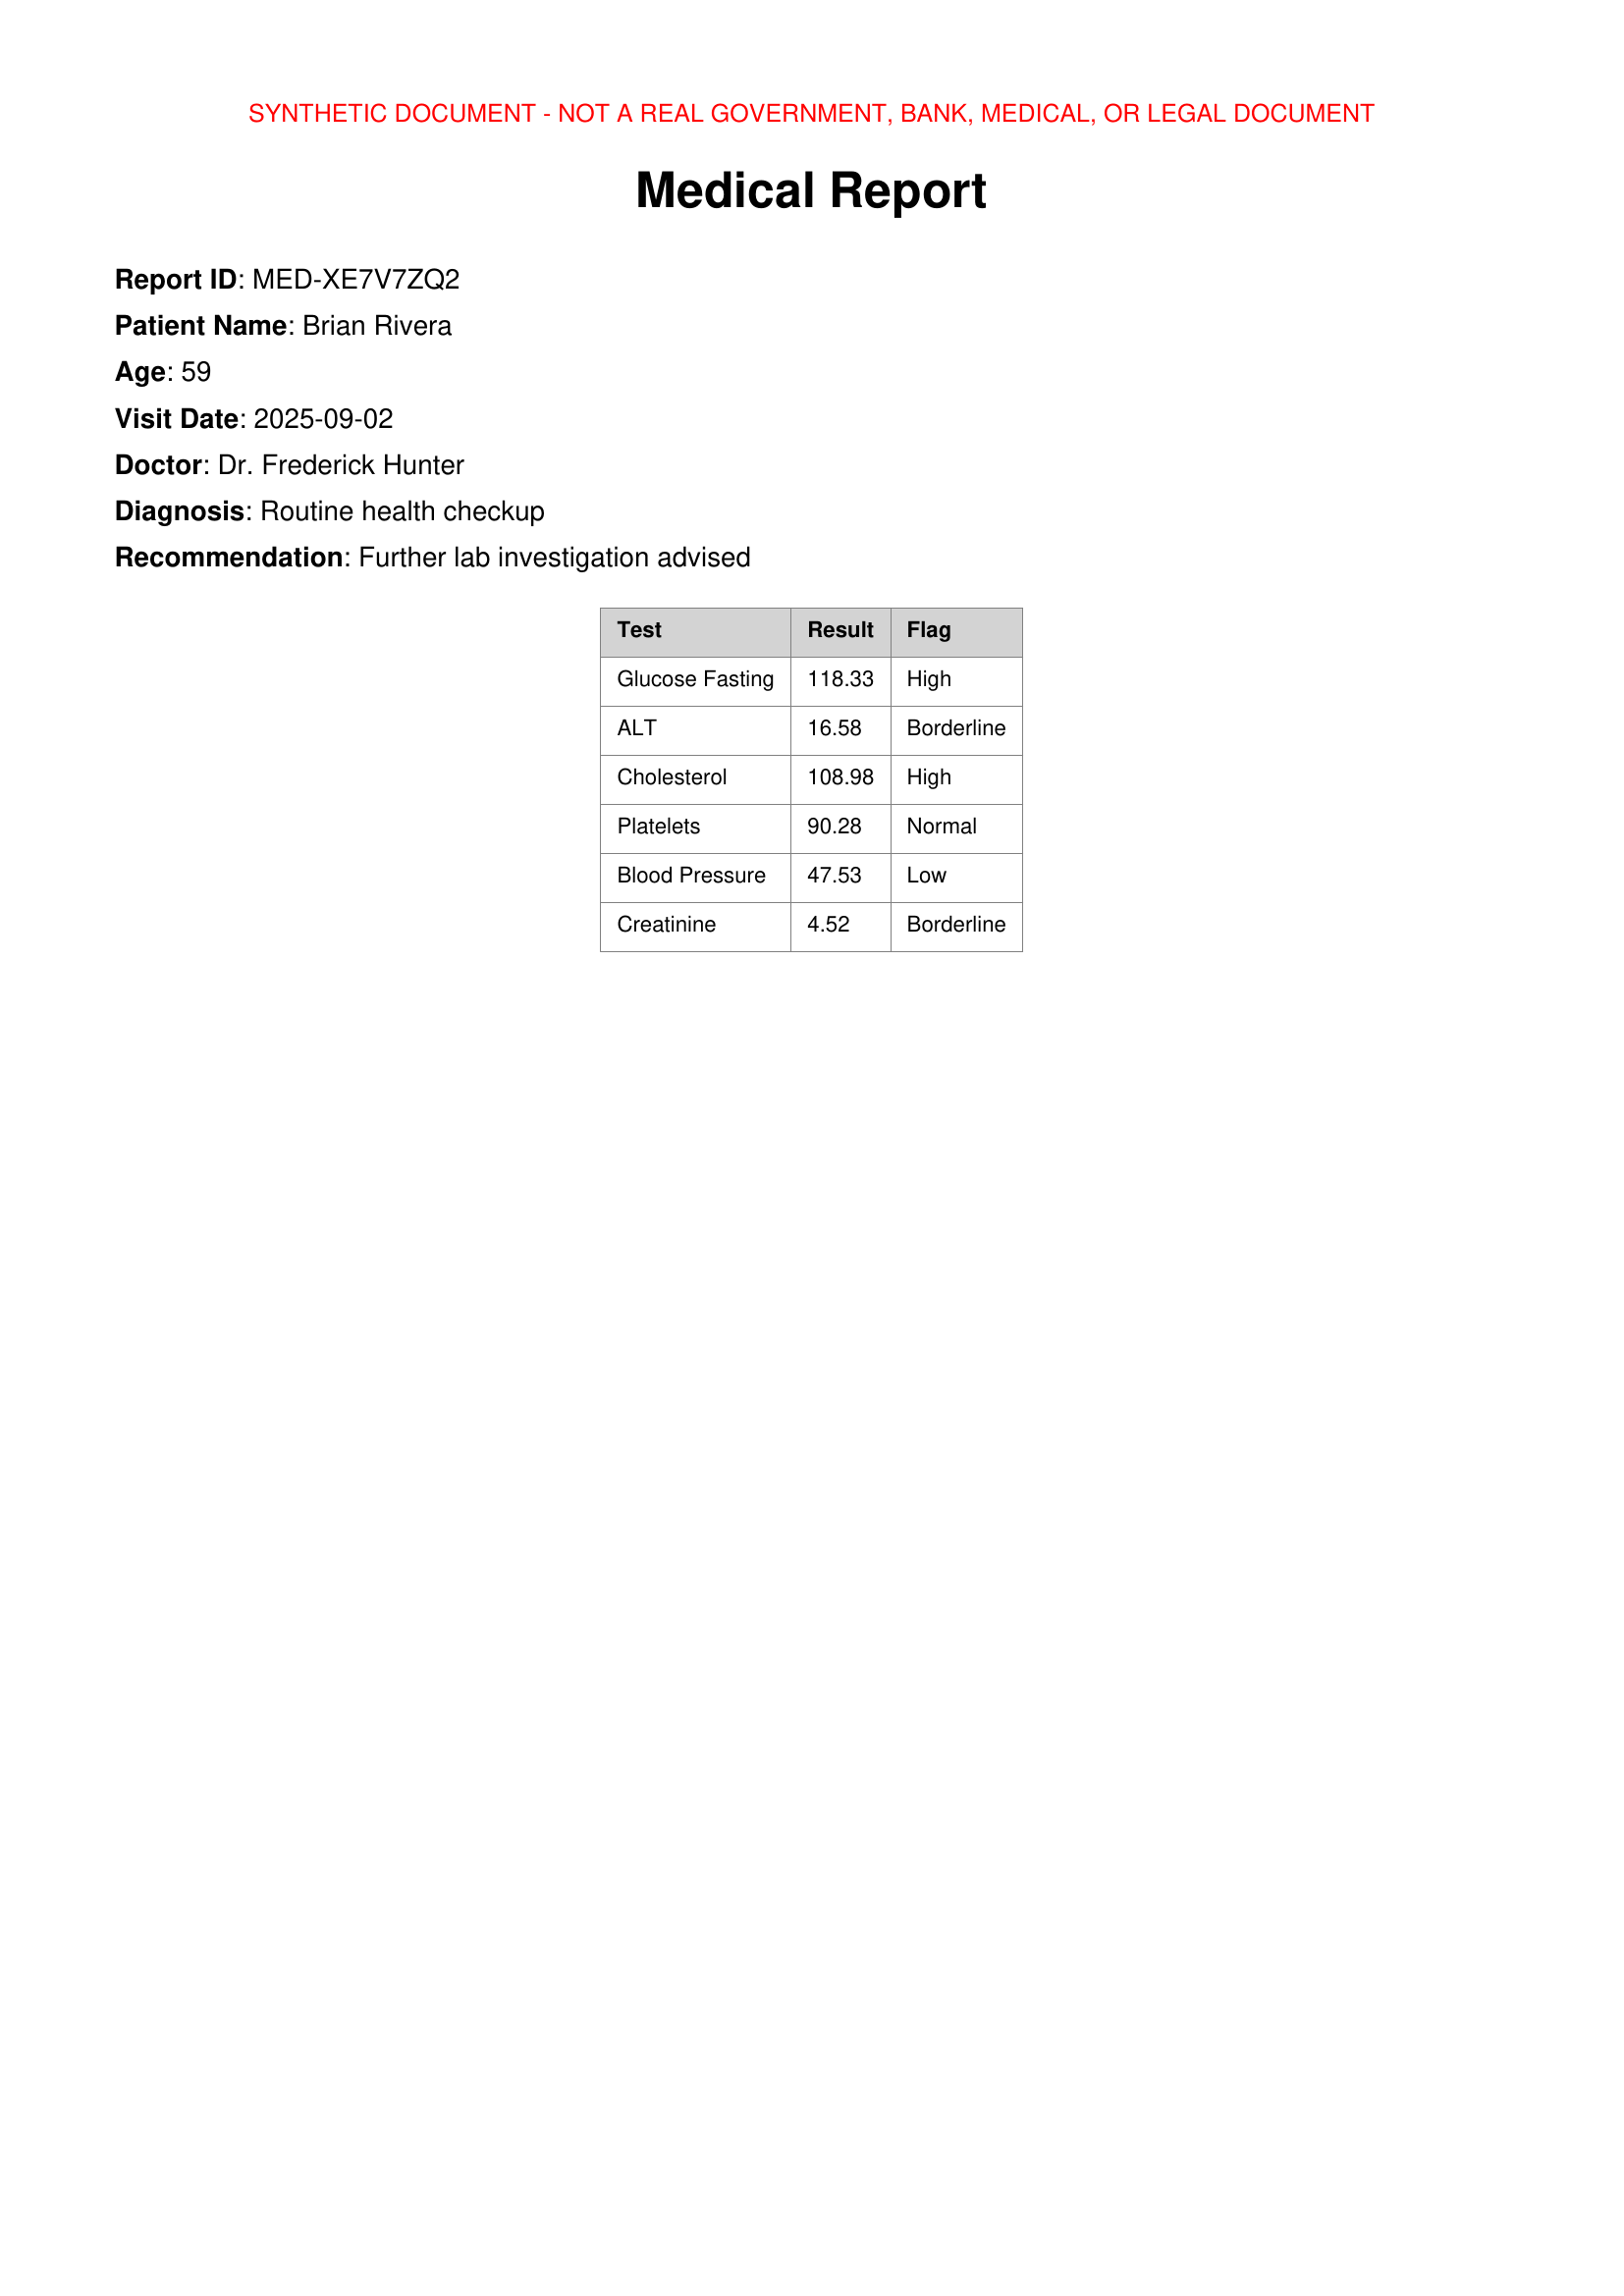 SYNTHETIC DOCUMENT - NOT A REAL GOVERNMENT, BANK, MEDICAL, OR LEGAL DOCUMENT
Medical Report
Report ID: MED-XE7V7ZQ2
Patient Name: Brian Rivera
Age: 59
Visit Date: 2025-09-02
Doctor: Dr. Frederick Hunter
Diagnosis: Routine health checkup
Recommendation: Further lab investigation advised
Test Result Flag
Glucose Fasting 118.33 High
ALT 16.58 Borderline
Cholesterol 108.98 High
Platelets 90.28 Normal
Blood Pressure 47.53 Low
Creatinine 4.52 Borderline